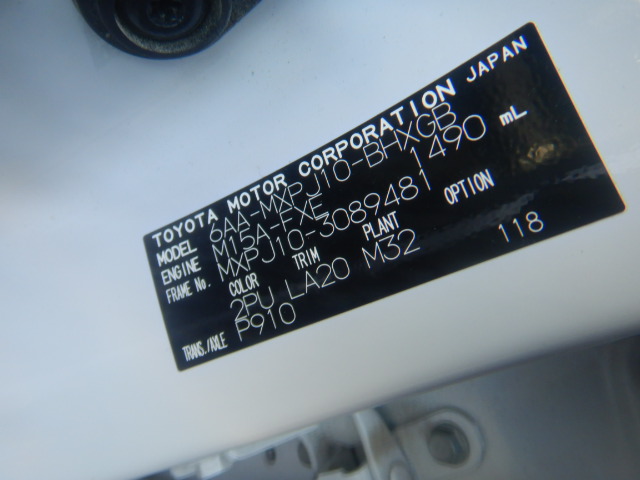 TOYOTA MOTOR CORPORATION JAPAN
MODEL 6AA-MXPJ10-BHXGB
ENGINE M15A-FXE 1490 mL
FRAME No. MXPJ10-3089481
COLOR TRIM PLANT OPTION
2PU LA20 M32 118
TRANS./AXLE P910